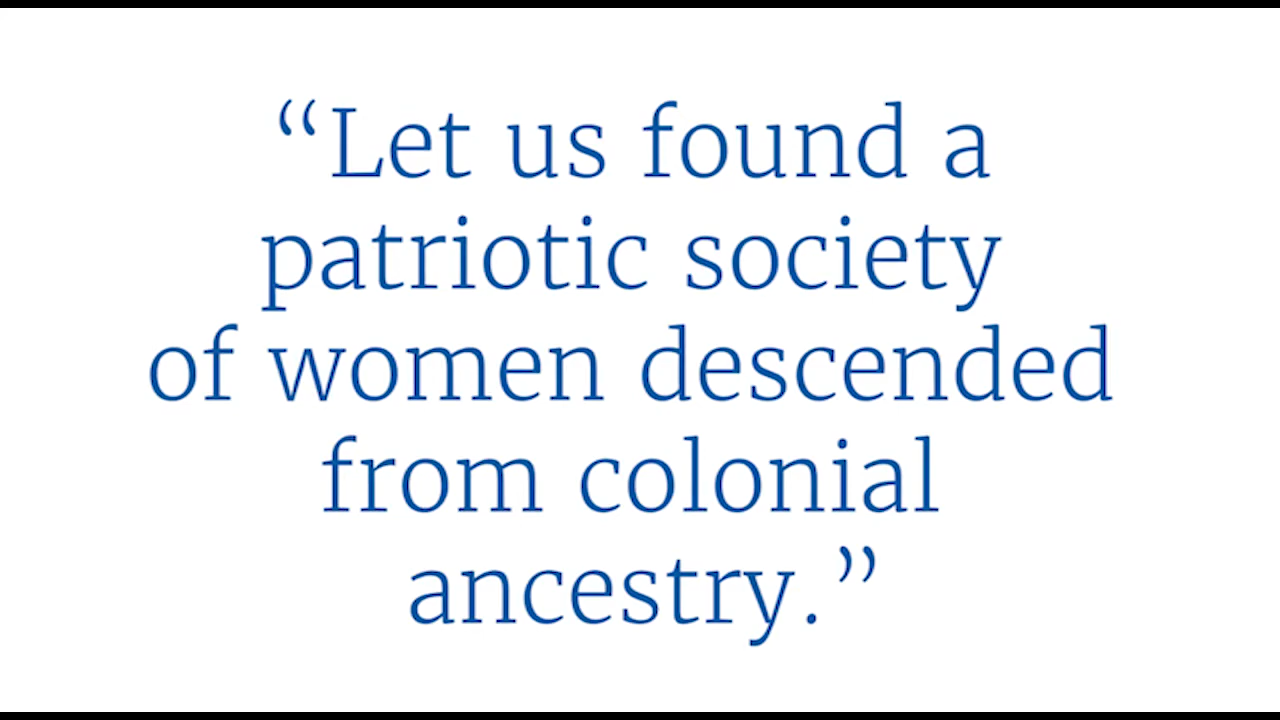 “Let us found a
patriotic society
of women descended
from colonial
ancestry.”